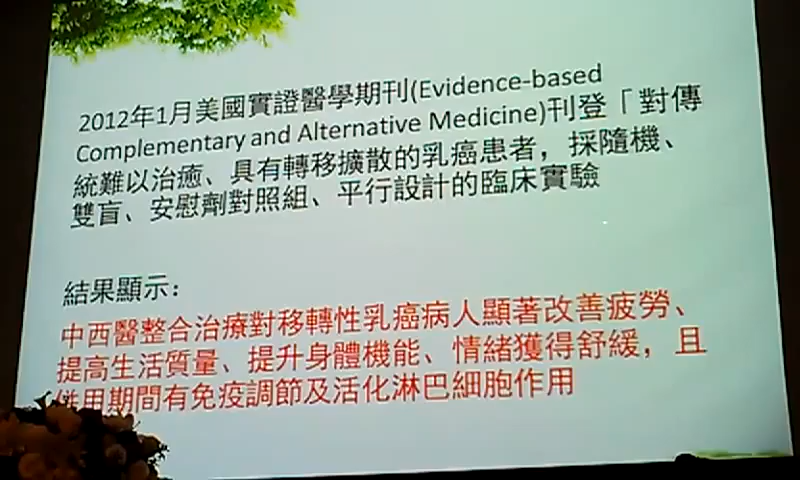 2012年1月美國實證醫學期刊(Evidence-based
Complementary and Alternative Medicine)刊登「對傳
統難以治癒、具有轉移擴散的乳癌患者，採隨機、
雙盲、安慰劑對照組、平行設計的臨床實驗
結果顯示：
中西醫整合治療對移轉性乳癌病人顯著改善疲勞、
提高生活質量、提升身體機能、情緒獲得舒緩，且
併用期間有免疫調節及活化淋巴細胞作用